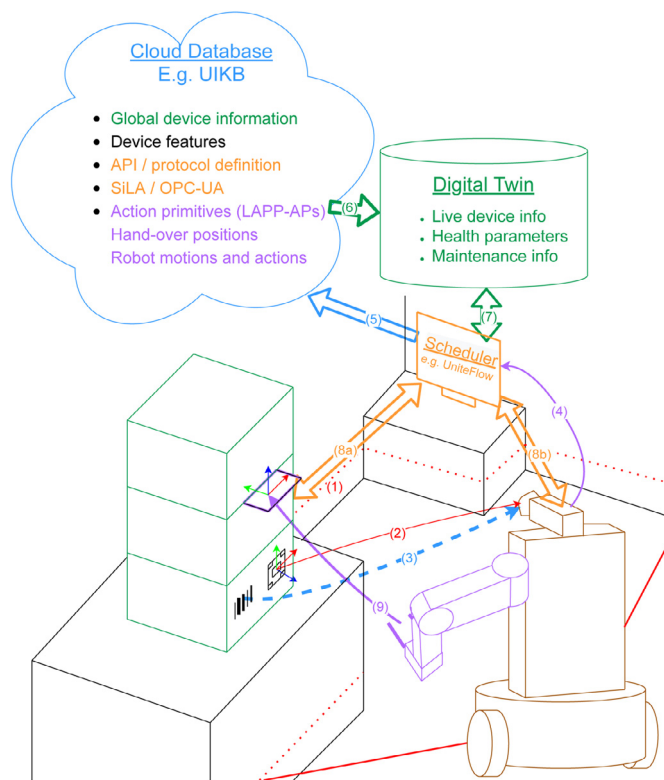 Cloud Database
E.g. UIKB
• Global device information
• Device features
• API / protocol definition
• SiLA / OPC-UA
• Action primitives (LAPP-APs)
Hand-over positions
Robot motions and actions
(6)
Digital Twin
• Live device info
• Health parameters
• Maintenance info
(5)
(7)
Scheduler
e.g. UniteFlow
(4)
(8a)
(8b)
(1)
(2)
(3)
(9)